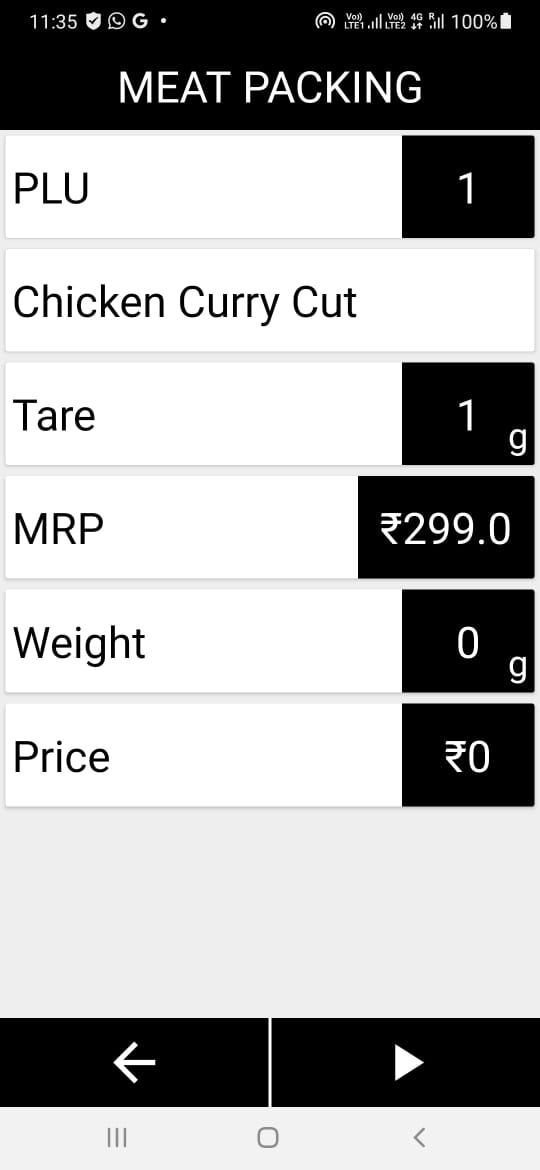 11:35 G Vo) LTE1 Vo) LTE2 4G R 100%
MEAT PACKING
PLU 1
Chicken Curry Cut
Tare 1 g
MRP ₹299.0
Weight 0 g
Price ₹0